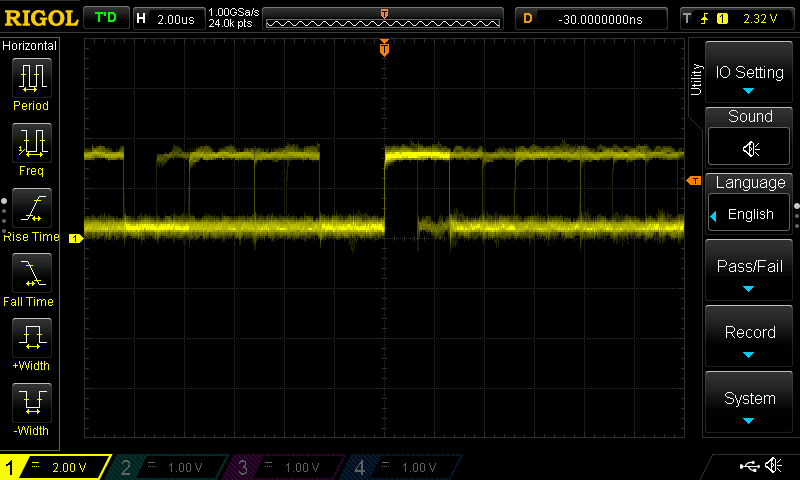 RIGOL T'D H 2.00us 1.00GSa/s 24.0k pts T D -30.0000000ns T 1 2.32 V
Horizontal
Period
Freq
Rise Time
Fall Time
+Width
-Width
T
T
1
Utility
IO Setting
Sound
Language
English
Pass/Fail
Record
System
1 2.00 V 2 1.00 V 3 1.00 V 4 1.00 V